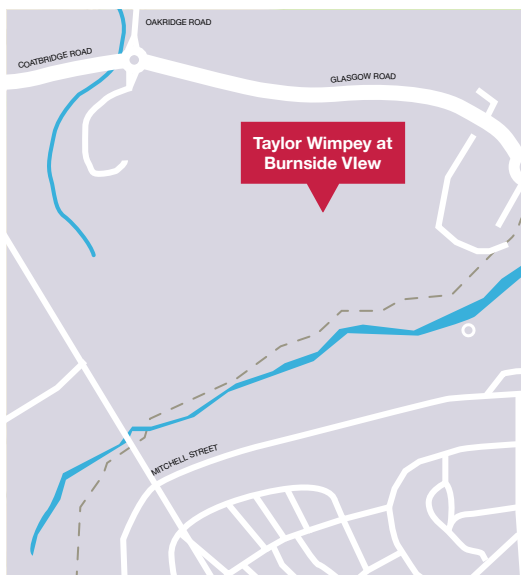 OAKRIDGE ROAD
COATBRIDGE ROAD
GLASGOW ROAD
Taylor Wimpey at
Burnside VIew
MITCHELL STREET